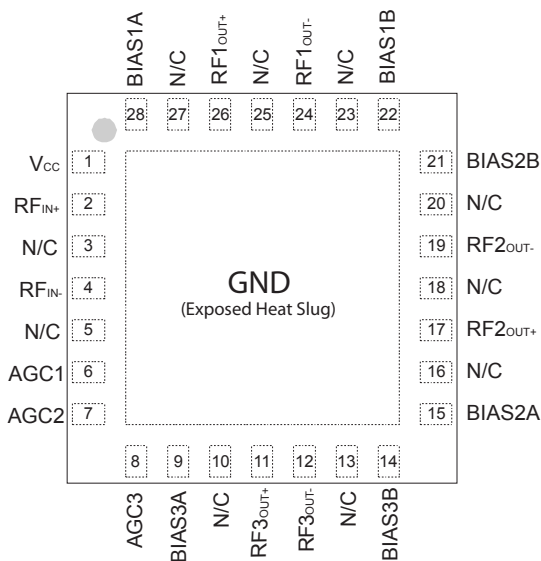 BIAS1A
N/C
RF1OUT+
N/C
RF1OUT-
N/C
BIAS1B
28 27 26 25 24 23 22
VCC 1
RFIN+ 2
N/C 3
RFIN- 4
N/C 5
AGC1 6
AGC2 7
GND
(Exposed Heat Slug)
21 BIAS2B
20 N/C
19 RF2OUT-
18 N/C
17 RF2OUT+
16 N/C
15 BIAS2A
8 9 10 11 12 13 14
AGC3
BIAS3A
N/C
RF3OUT+
RF3OUT-
N/C
BIAS3B